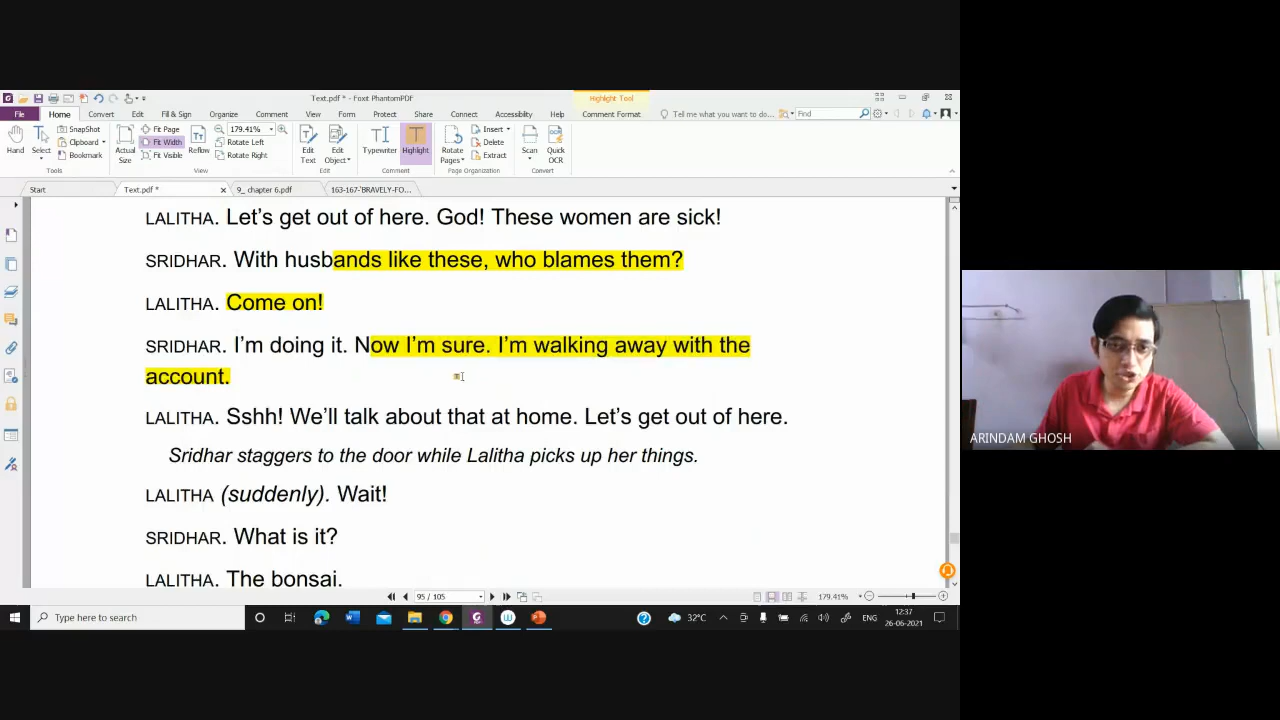 Text.pdf * - Foxit PhantomPDF
Highlight Tool
File Home Convert Edit Fill & Sign Organize Comment View Form Protect Share Connect Accessibility Help Comment Format Tell me what you want to do... Find
Hand
Select
SnapShot
Clipboard
Bookmark
Tools
Actual Size
Fit Page
Fit Width
Fit Visible
Reflow
179.41%
Rotate Left
Rotate Right
View
Edit Text
Edit Object
Edit
Typewriter
Highlight
Comment
Rotate Pages
Insert
Delete
Extract
Page Organization
Scan
Quick OCR
Convert
Start Text.pdf * 9_ chapter 6.pdf 163-167-'BRAVELY-FO...
LALITHA. Let's get out of here. God! These women are sick!
SRIDHAR. With husbands like these, who blames them?
LALITHA. Come on!
SRIDHAR. I'm doing it. Now I'm sure. I'm walking away with the
account.
LALITHA. Sshh! We'll talk about that at home. Let's get out of here.
Sridhar staggers to the door while Lalitha picks up her things.
LALITHA (suddenly). Wait!
SRIDHAR. What is it?
LALITHA. The bonsai.
ARINDAM GHOSH
95 / 105 179.41%
Type here to search 32°C ENG 12:37
26-06-2021